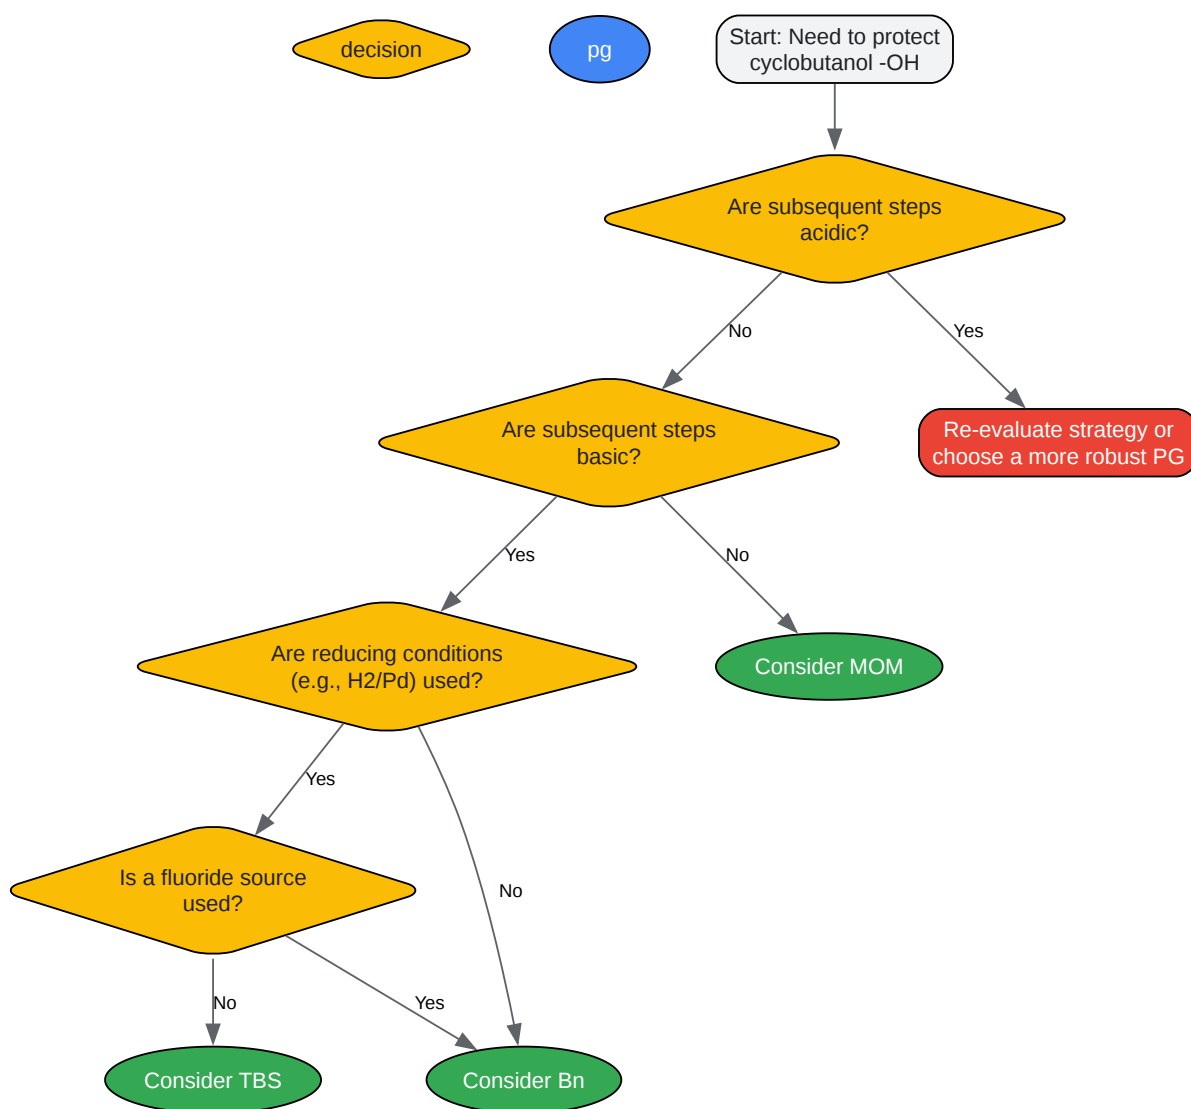 decision
pg
Start: Need to protect
cyclobutanol -OH
Are subsequent steps
acidic?
No
Yes
Are subsequent steps
basic?
Re-evaluate strategy or
choose a more robust PG
Yes
No
Are reducing conditions
(e.g., H2/Pd) used?
Consider MOM
Yes
No
Is a fluoride source
used?
No
Yes
Consider TBS
Consider Bn